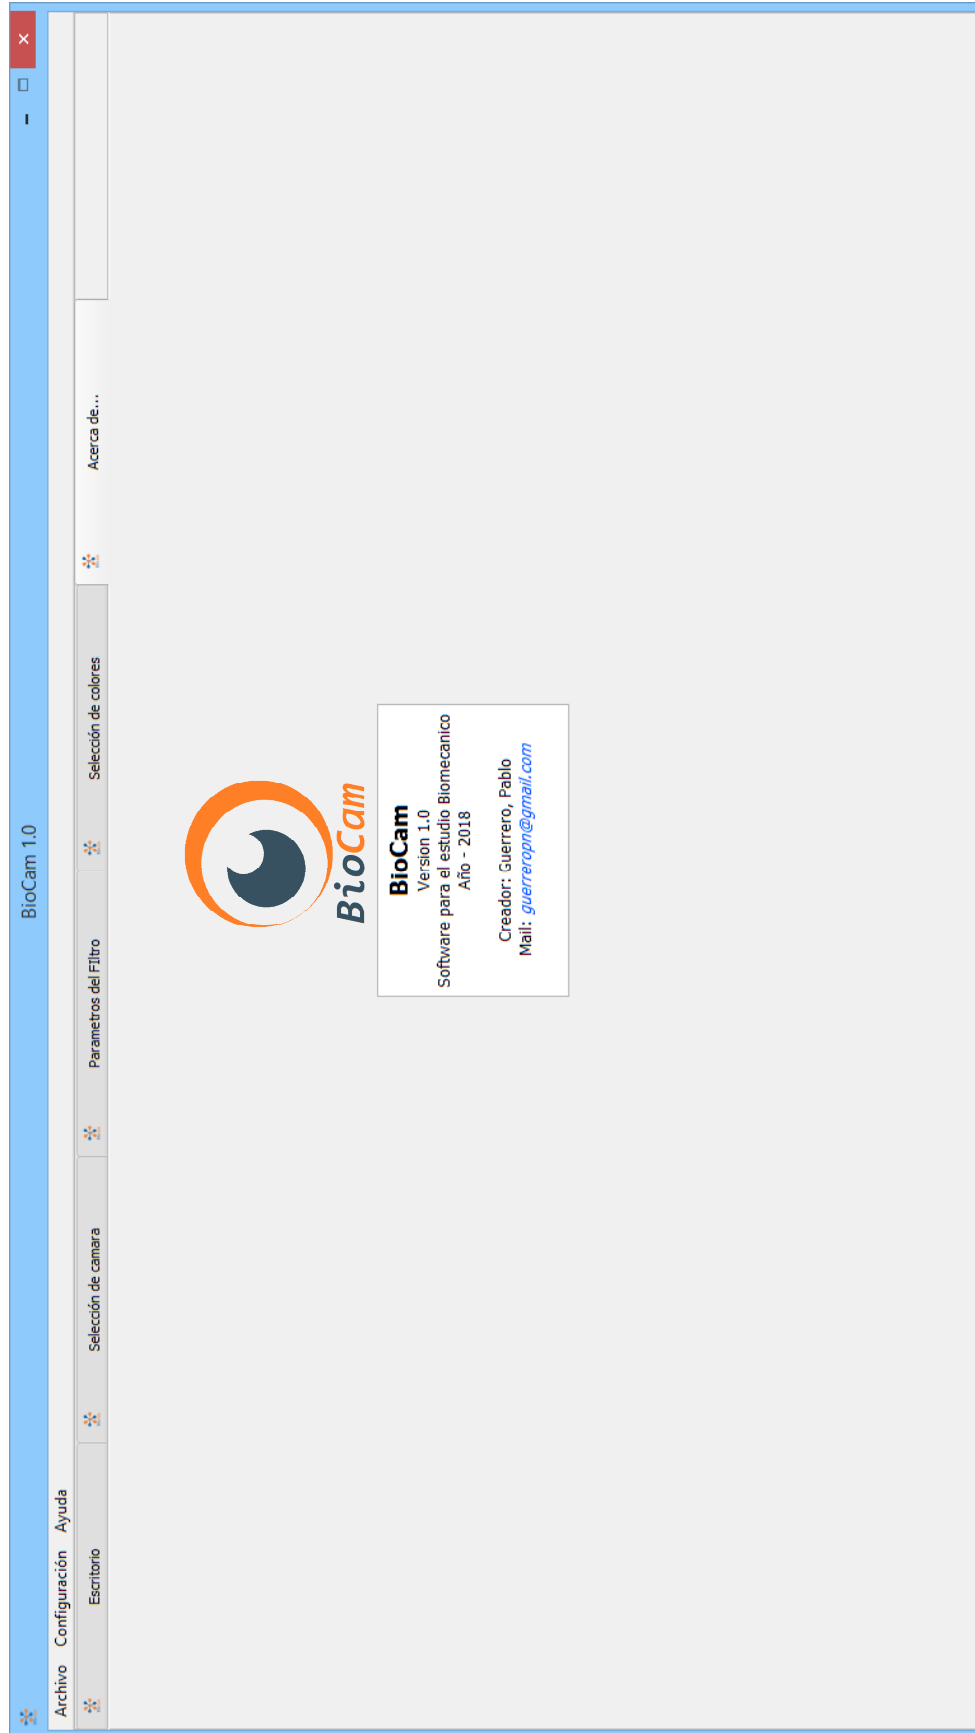 BioCam 1.0
Archivo Configuración Ayuda
Escritorio
Selección de camara
Parametros del FIltro
Selección de colores
Acerca de...
BioCam
BioCam
Version 1.0
Software para el estudio Biomecanico
Año - 2018
Creador: Guerrero, Pablo
Mail: guerreropn@gmail.com